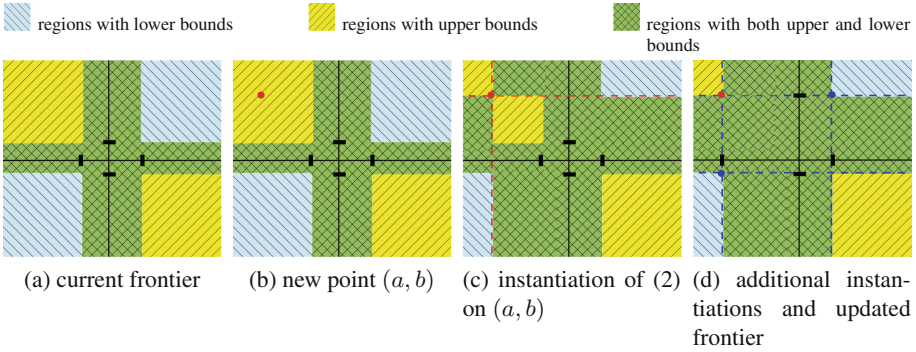 regions with lower bounds
regions with upper bounds
regions with both upper and lower
bounds
(a) current frontier
(b) new point (a, b)
(c) instantiation of (2)
on (a, b)
(d) additional instan-
tiations and updated
frontier